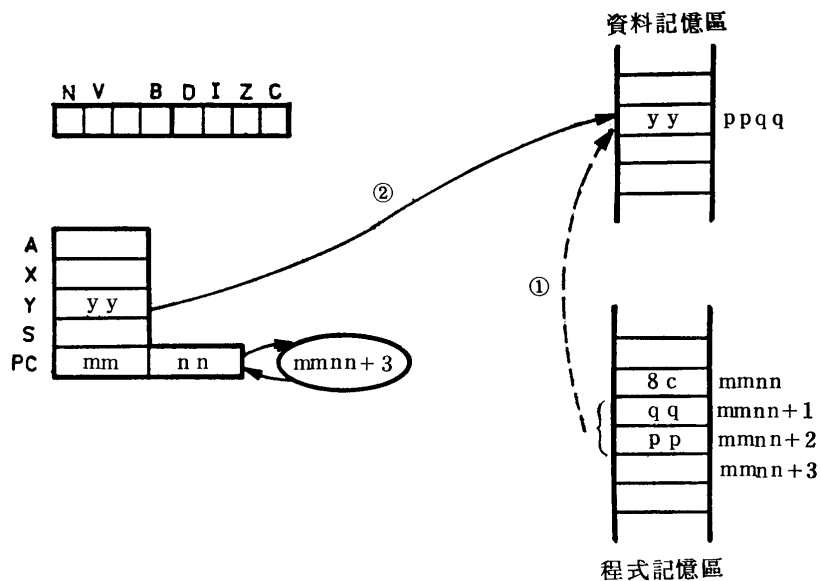 資料記憶區
N V B D I Z C
yy ppqq
②
A
X
Y yy
S
PC mm nn mmnn+3
①
8c mmnn
qq mmnn+1
pp mmnn+2
mmnn+3
程式記憶區